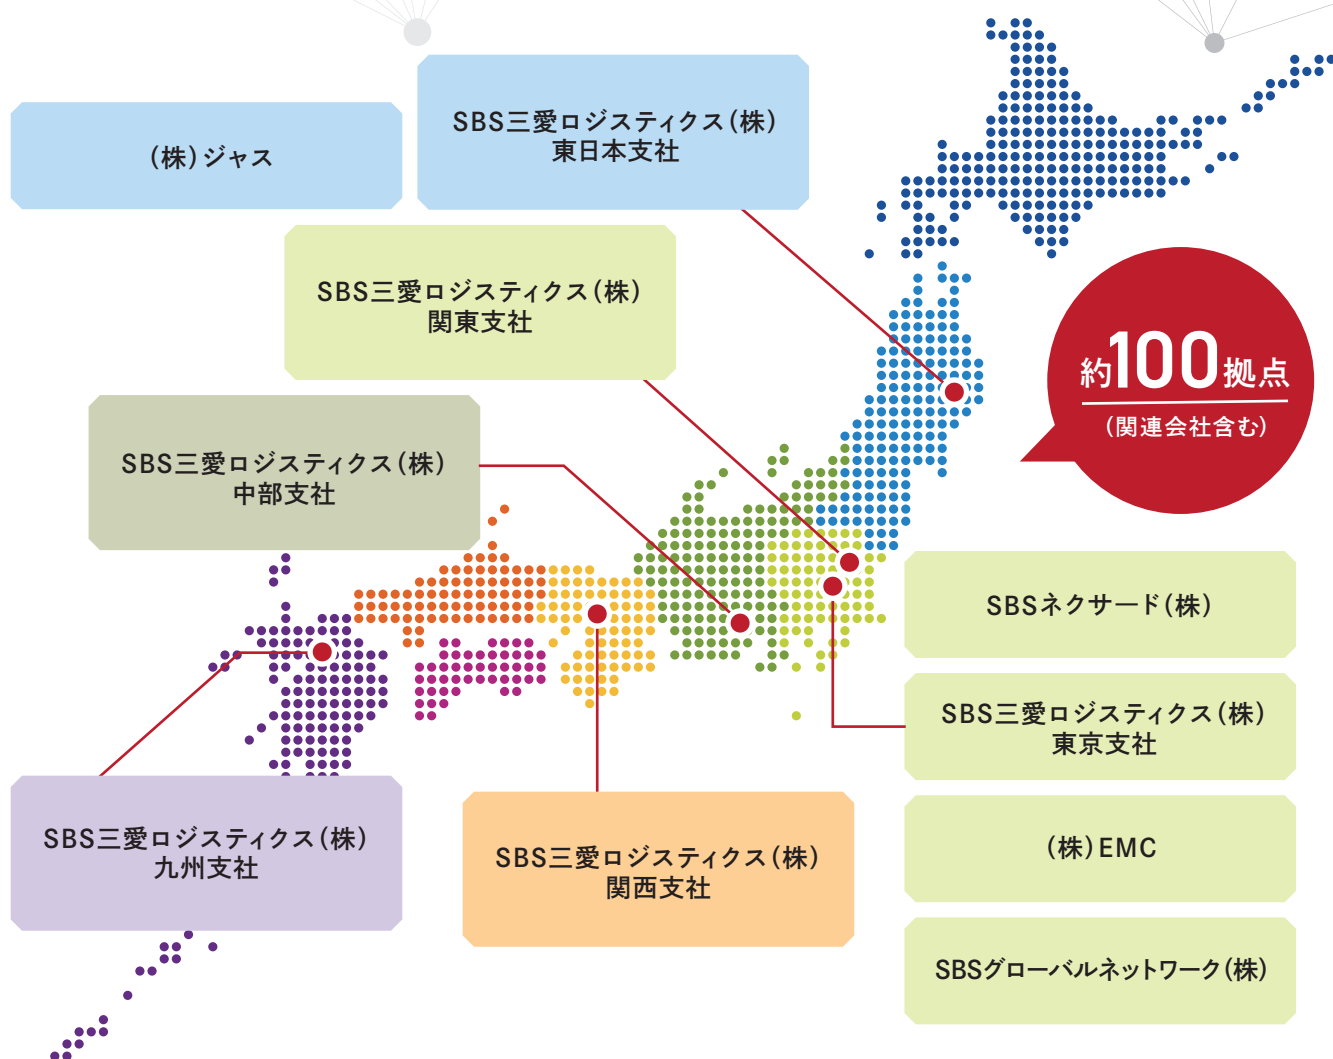 (株)ジャス
SBS三愛ロジスティクス(株)
東日本支社
SBS三愛ロジスティクス(株)
関東支社
約100拠点
(関連会社含む)
SBS三愛ロジスティクス(株)
中部支社
SBSネクサード(株)
SBS三愛ロジスティクス(株)
東京支社
SBS三愛ロジスティクス(株)
九州支社
SBS三愛ロジスティクス(株)
関西支社
(株)EMC
SBSグローバルネットワーク(株)